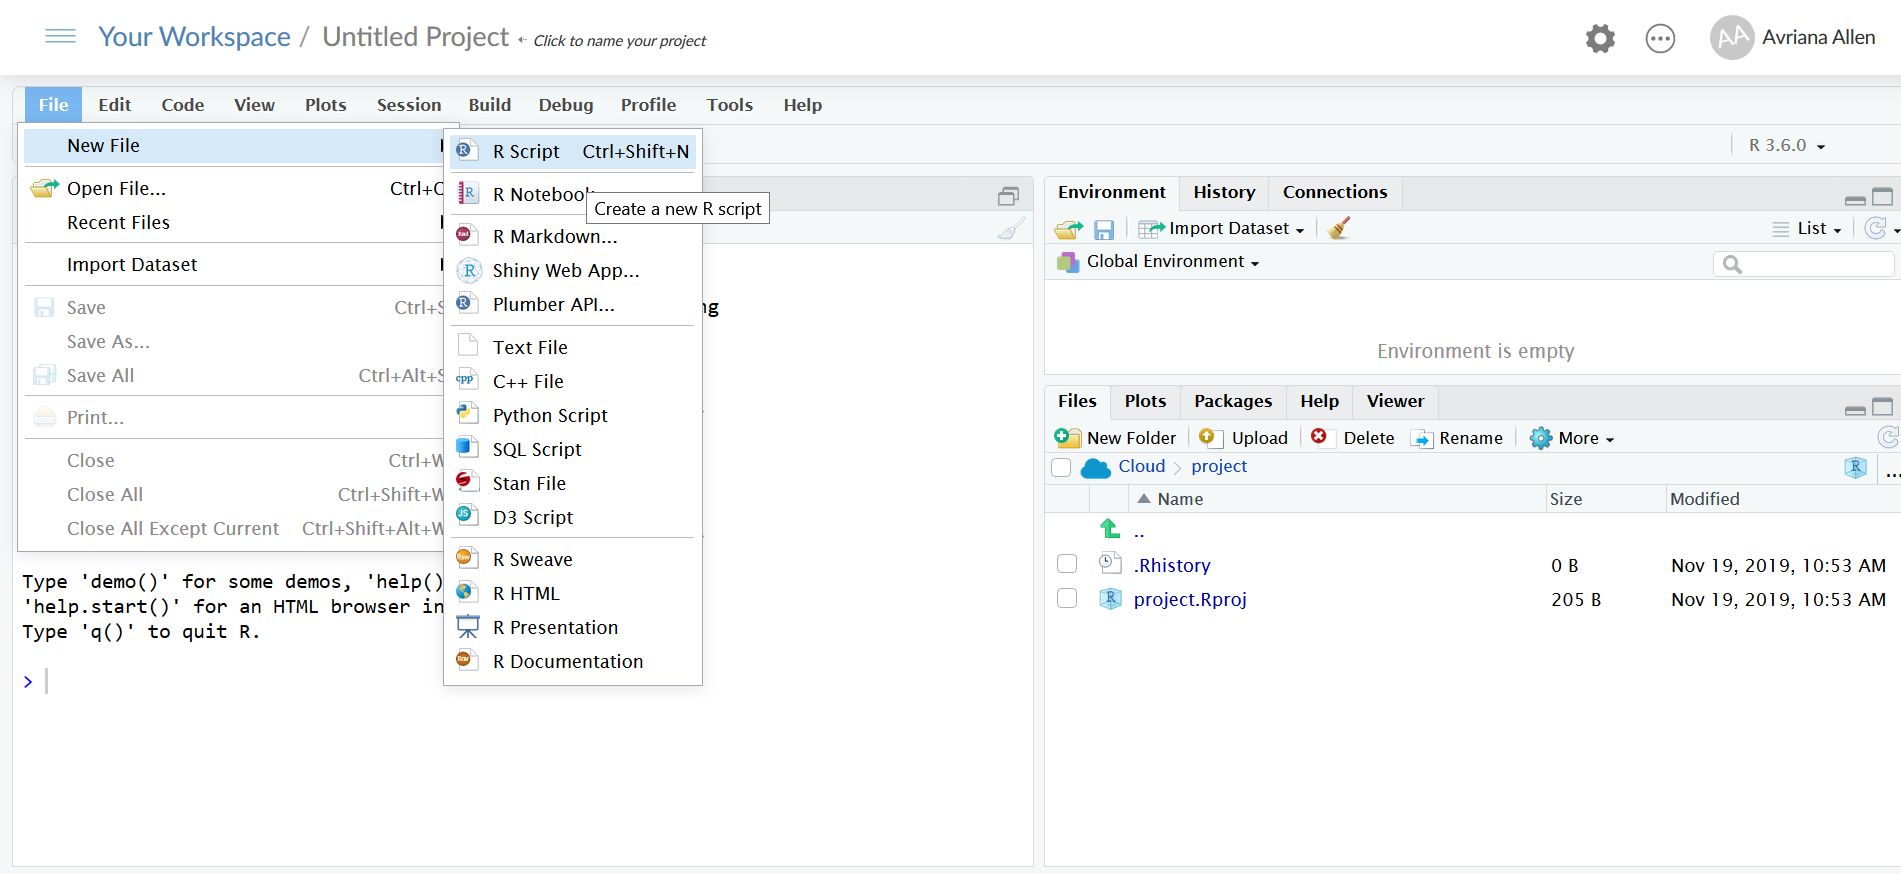 Your Workspace / Untitled Project ← Click to name your project
AA Avriana Allen
File Edit Code View Plots Session Build Debug Profile Tools Help
R 3.6.0
New File
Open File... Ctrl+O
Recent Files
Import Dataset
Save Ctrl+S
Save As...
Save All Ctrl+Alt+S
Print...
Close Ctrl+W
Close All Ctrl+Shift+W
Close All Except Current Ctrl+Shift+Alt+W
R Script Ctrl+Shift+N
R Notebook
Create a new R script
R Markdown...
Shiny Web App...
Plumber API...
Text File
C++ File
Python Script
SQL Script
Stan File
D3 Script
R Sweave
R HTML
R Presentation
R Documentation
ng
Type 'demo()' for some demos, 'help()
'help.start()' for an HTML browser in
Type 'q()' to quit R.
>
Environment History Connections
Import Dataset
List
Global Environment
Environment is empty
Files Plots Packages Help Viewer
New Folder Upload Delete Rename More
Cloud > project
...
Name Size Modified
..
.Rhistory 0 B Nov 19, 2019, 10:53 AM
project.Rproj 205 B Nov 19, 2019, 10:53 AM